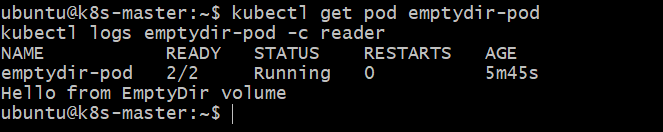 ubuntu@k8s-master:~$ kubectl get pod emptydir-pod
kubectl logs emptydir-pod -c reader
NAME           READY   STATUS    RESTARTS   AGE
emptydir-pod   2/2     Running   0          5m45s
Hello from EmptyDir volume
ubuntu@k8s-master:~$